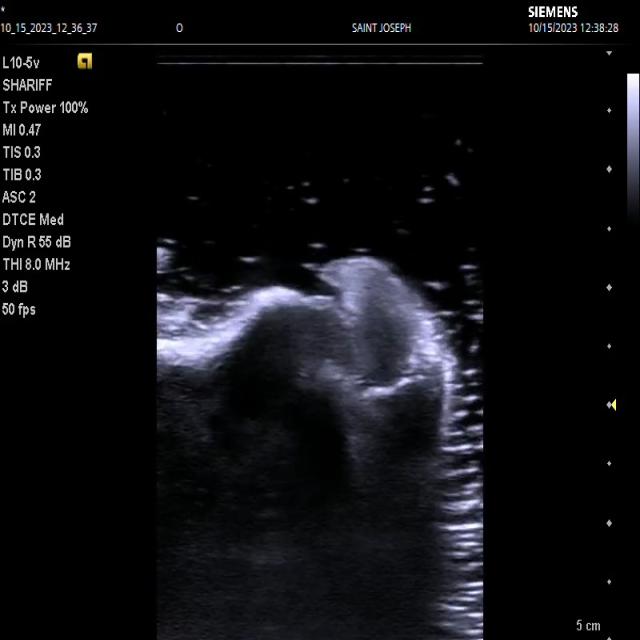 *
SIEMENS
10_15_2023_12_36_37
O
SAINT JOSEPH
10/15/2023 12:38:28
L10-5v
SHARIFF
Tx Power 100%
MI 0.47
TIS 0.3
TIB 0.3
ASC 2
DTCE Med
Dyn R 55 dB
THI 8.0 MHz
3 dB
50 fps
5 cm